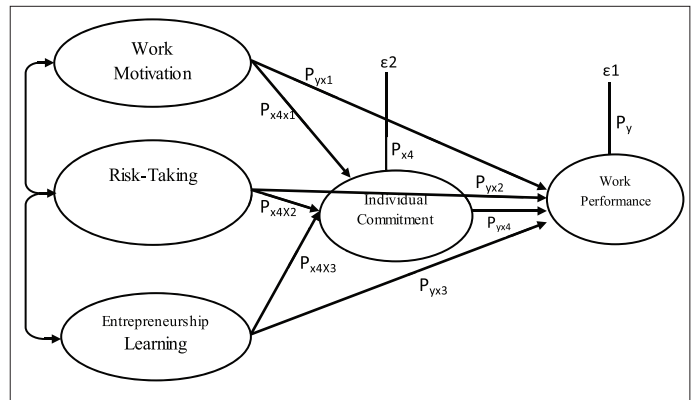 Work
Motivation
Risk-Taking
Entrepreneurship
Learning
ε2
ε1
Pyx1
Px4x1
Px4
Py
Pyx2
Px4X2
Individual
Commitment
Work
Performance
Pyx4
Px4X3
Pyx3